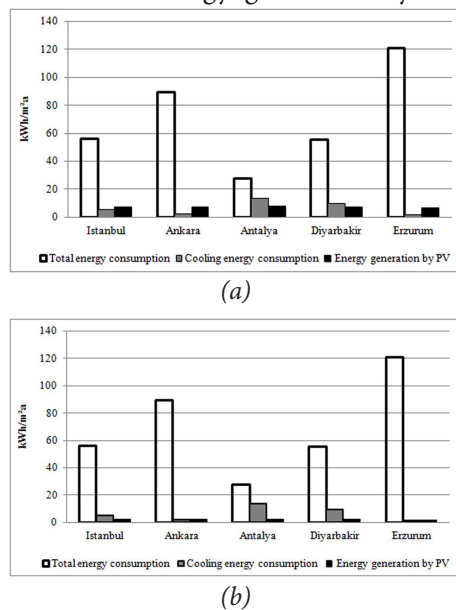 140
120
100
80
60
40
20
0
kWh/m²a
Istanbul Ankara Antalya Diyarbakir Erzurum
Total energy consumption Cooling energy consumption Energy generation by PV
(a)
140
120
100
80
60
40
20
0
kWh/m²a
Istanbul Ankara Antalya Diyarbakir Erzurum
Total energy consumption Cooling energy consumption Energy generation by PV
(b)